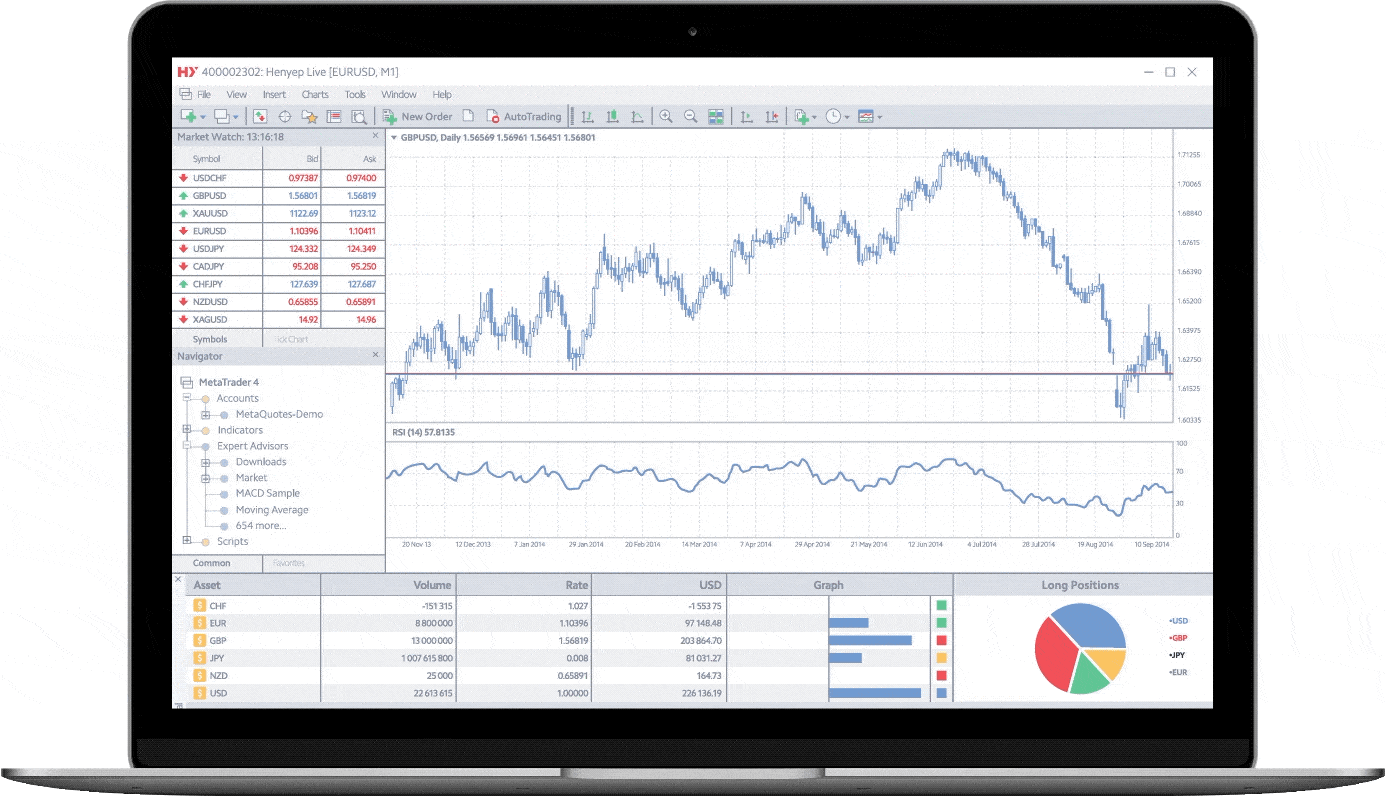 HY 400002302: Henyep Live [EURUSD, M1]
File View Insert Charts Tools Window Help
New Order AutoTrading
Market Watch: 13:16:18
Symbol Bid Ask
USDCHF 0.97387 0.97400
GBPUSD 1.56801 1.56819
XAUUSD 1122.69 1123.12
EURUSD 1.10396 1.10411
USDJPY 124.332 124.349
CADJPY 95.208 95.250
CHFJPY 127.639 127.687
NZDUSD 0.65855 0.65891
XAGUSD 14.92 14.96
Symbols Tick Chart
Navigator
MetaTrader 4
Accounts
MetaQuotes-Demo
Indicators
Expert Advisors
Downloads
Market
MACD Sample
Moving Average
654 more...
Scripts
Common Favorites
GBPUSD, Daily 1.56569 1.56961 1.56451 1.56801
1.71255
1.70065
1.68840
1.67615
1.66390
1.65200
1.63975
1.62750
1.61525
1.60335
RSI (14) 57.8135
100
70
30
0
20 Nov 13 12 Dec 2013 7 Jan 2014 29 Jan 2014 20 Feb 2014 14 Mar 2014 7 Apr 2014 29 Apr 2014 21 May 2014 12 Jun 2014 4 Jul 2014 28 Jul 2014 19 Aug 2014 10 Sep 2014
Asset Volume Rate USD Graph Long Positions
$ CHF -151 315 1.027 -1 553 75
$ EUR 8 800 000 1.10396 97 148.48
$ GBP 13 000 000 1.56819 203 864.70
$ JPY 1 007 615 800 0.008 81 031.27
$ NZD 25 000 0.65891 164.73
$ USD 22 613 615 1.00000 226 136.19
•USD
•GBP
•JPY
•EUR